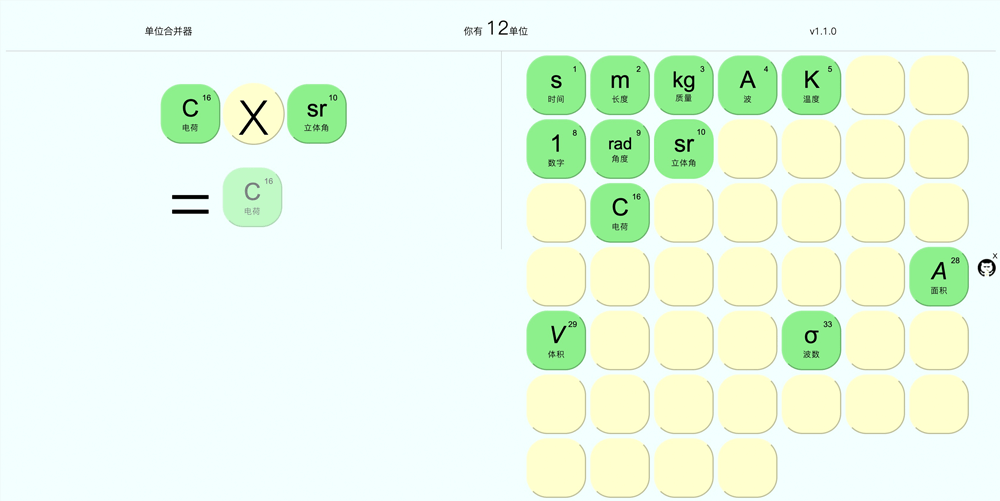 单位合并器 你有 12单位 v1.1.0
C 16 电荷
X
sr 10 立体角
=
C 16 电荷
s 1 时间
m 2 长度
kg 3 质量
A 4 波
K 5 温度
1 8 数字
rad 9 角度
sr 10 立体角
C 16 电荷
A 28 面积
X
V 29 体积
σ 33 波数